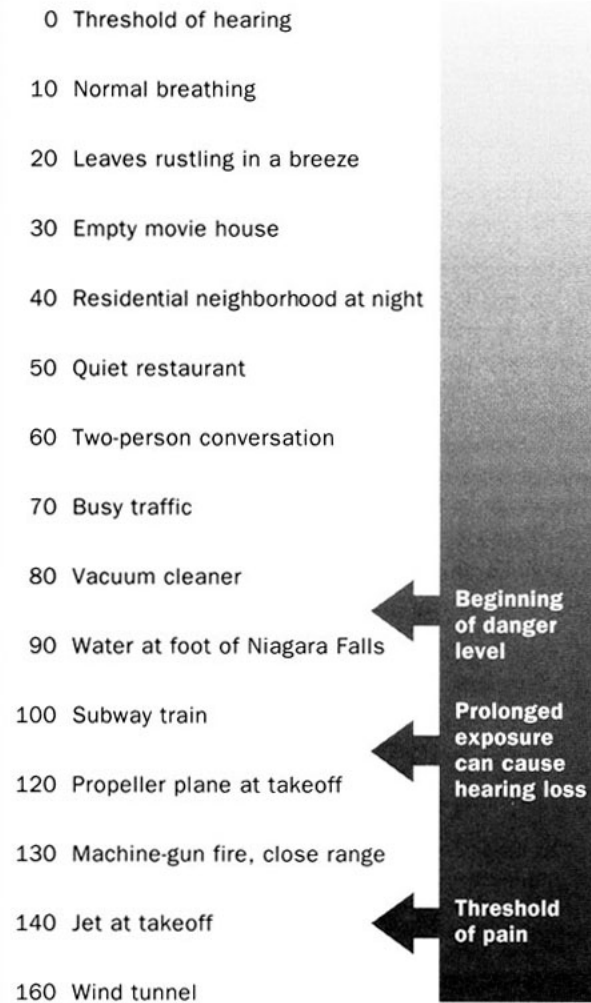 0 Threshold of hearing
10 Normal breathing
20 Leaves rustling in a breeze
30 Empty movie house
40 Residential neighborhood at night
50 Quiet restaurant
60 Two-person conversation
70 Busy traffic
80 Vacuum cleaner
Beginning
of danger
level
90 Water at foot of Niagara Falls
100 Subway train
Prolonged
exposure
can cause
hearing loss
120 Propeller plane at takeoff
130 Machine-gun fire, close range
140 Jet at takeoff
Threshold
of pain
160 Wind tunnel